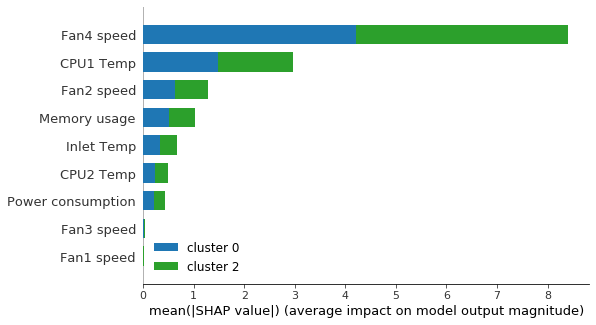 Fan4 speed
CPU1 Temp
Fan2 speed
Memory usage
Inlet Temp
CPU2 Temp
Power consumption
Fan3 speed
Fan1 speed
cluster 0
cluster 2
0 1 2 3 4 5 6 7 8
mean(|SHAP value|) (average impact on model output magnitude)